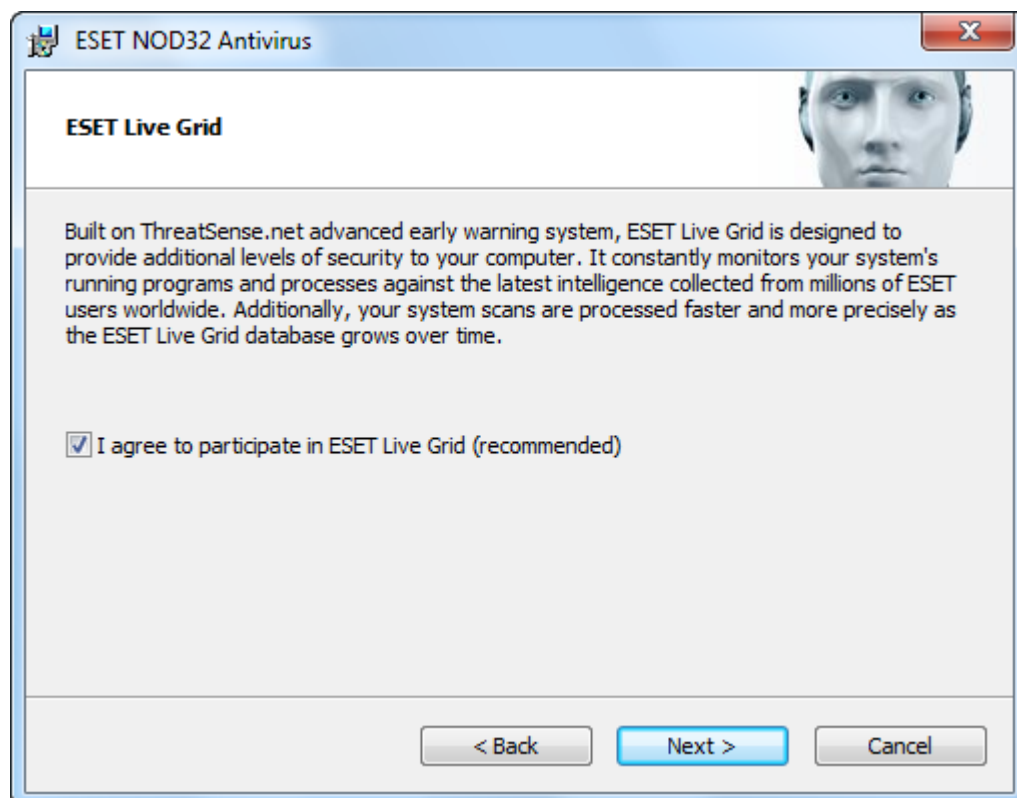 ESET NOD32 Antivirus
ESET Live Grid
Built on ThreatSense.net advanced early warning system, ESET Live Grid is designed to
provide additional levels of security to your computer. It constantly monitors your system's
running programs and processes against the latest intelligence collected from millions of ESET
users worldwide. Additionally, your system scans are processed faster and more precisely as
the ESET Live Grid database grows over time.
I agree to participate in ESET Live Grid (recommended)
< Back Next > Cancel